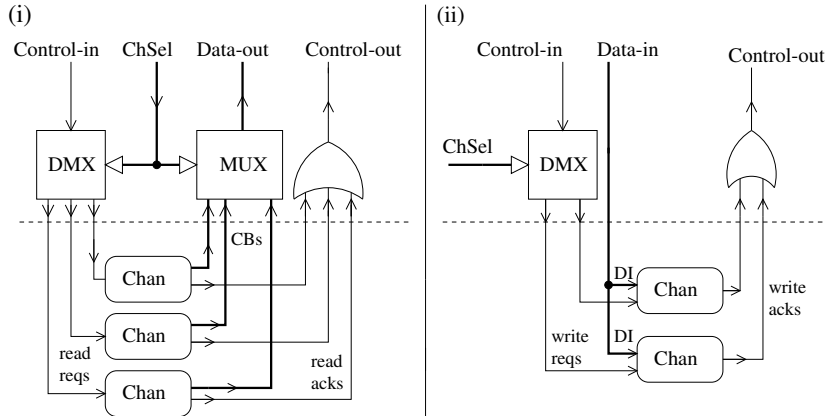 (i)
Control-in ChSel Data-out Control-out
DMX MUX
CBs
Chan
Chan
read
reqs
read
acks
Chan
(ii)
Control-in Data-in
Control-out
ChSel
DMX
DI
Chan
write
acks
DI
write
reqs
Chan